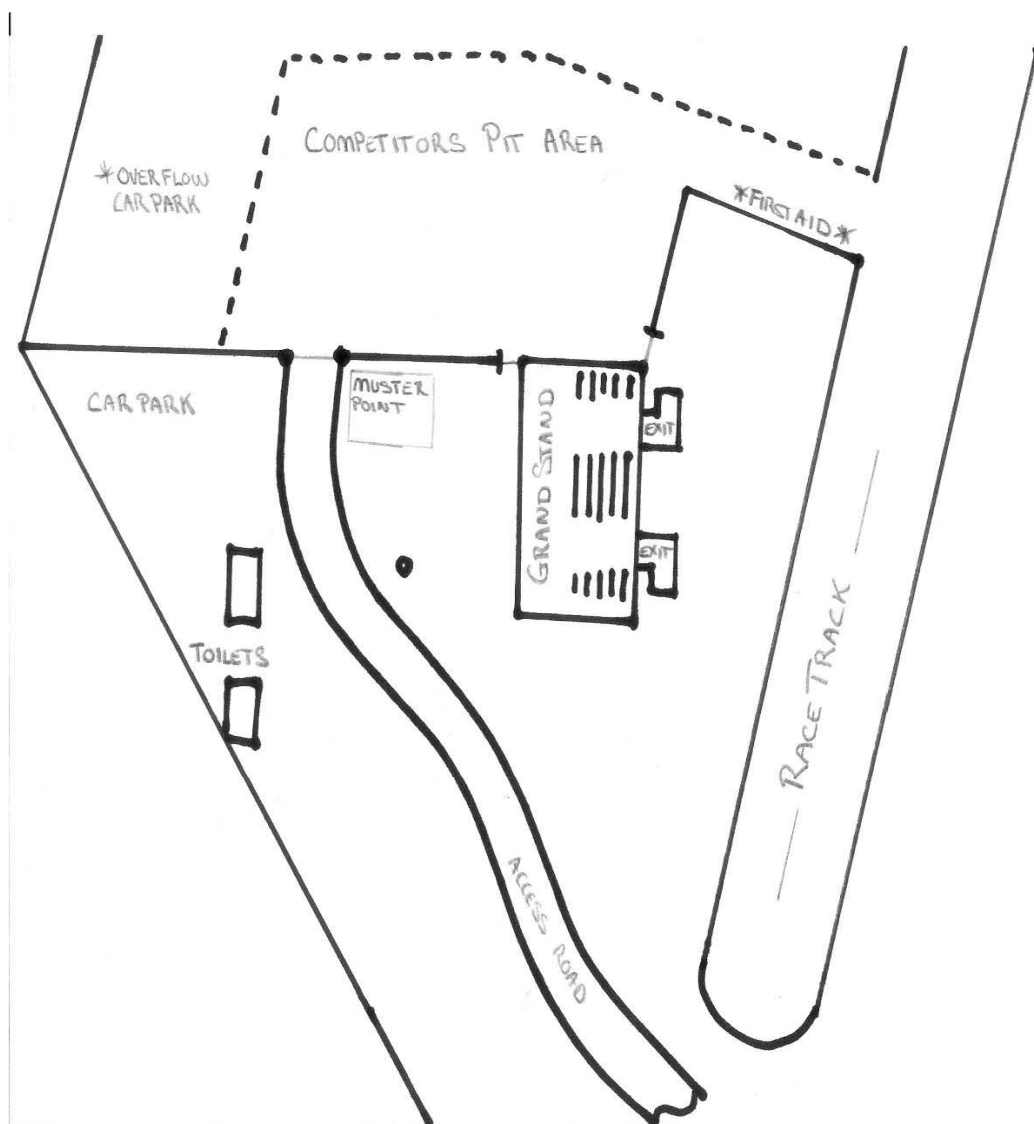 COMPETITORS PIT AREA
*OVERFLOW
CAR PARK
*FIRST AID*
CAR PARK
MUSTER
POINT
GRAND STAND
EXIT
EXIT
TOILETS
RACE TRACK
ACCESS ROAD